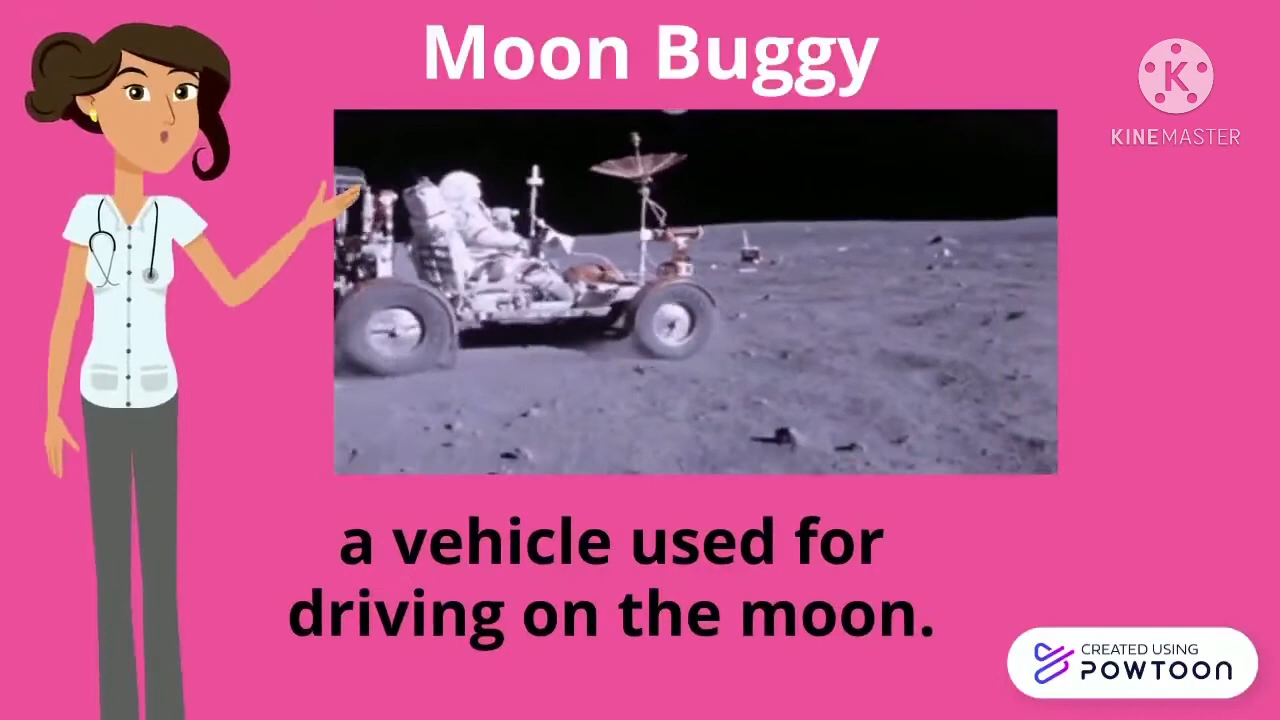 Moon Buggy
K
KINEMASTER
a vehicle used for
driving on the moon.
CREATED USING
POWTOON